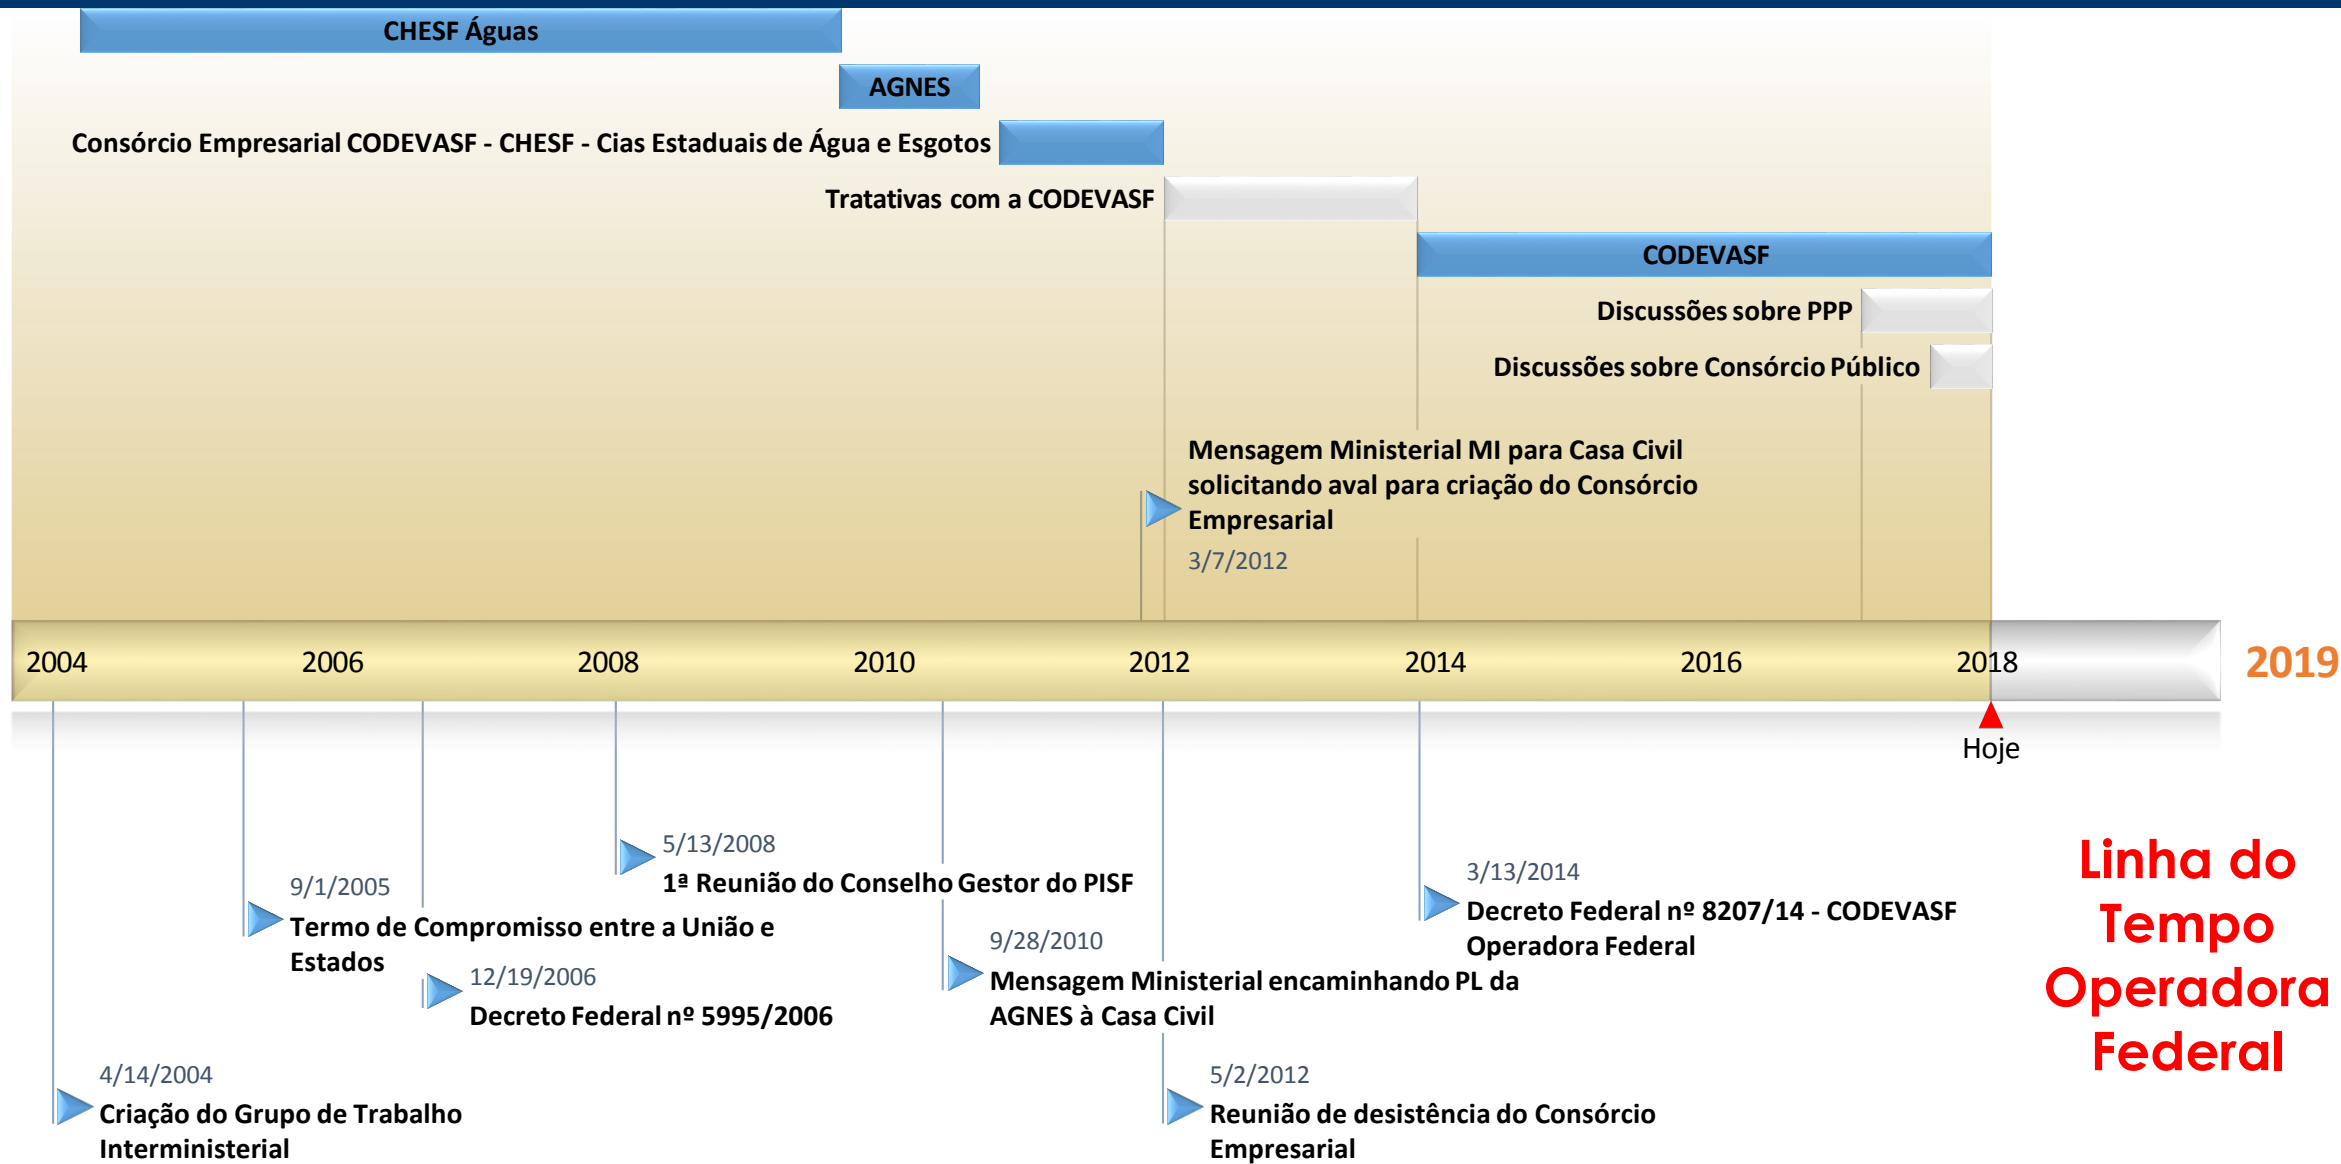 CHESF Águas
AGNES
Consórcio Empresarial CODEVASF - CHESF - Cias Estaduais de Água e Esgotos
Tratativas com a CODEVASF
CODEVASF
Discussões sobre PPP
Discussões sobre Consórcio Público
Mensagem Ministerial MI para Casa Civil
solicitando aval para criação do Consórcio
Empresarial
3/7/2012
2004 2006 2008 2010 2012 2014 2016 2018 2019
Hoje
5/13/2008
1ª Reunião do Conselho Gestor do PISF
9/1/2005
Termo de Compromisso entre a União e
Estados
12/19/2006
Decreto Federal nº 5995/2006
3/13/2014
Decreto Federal nº 8207/14 - CODEVASF
Operadora Federal
9/28/2010
Mensagem Ministerial encaminhando PL da
AGNES à Casa Civil
4/14/2004
Criação do Grupo de Trabalho
Interministerial
5/2/2012
Reunião de desistência do Consórcio
Empresarial
Linha do
Tempo
Operadora
Federal